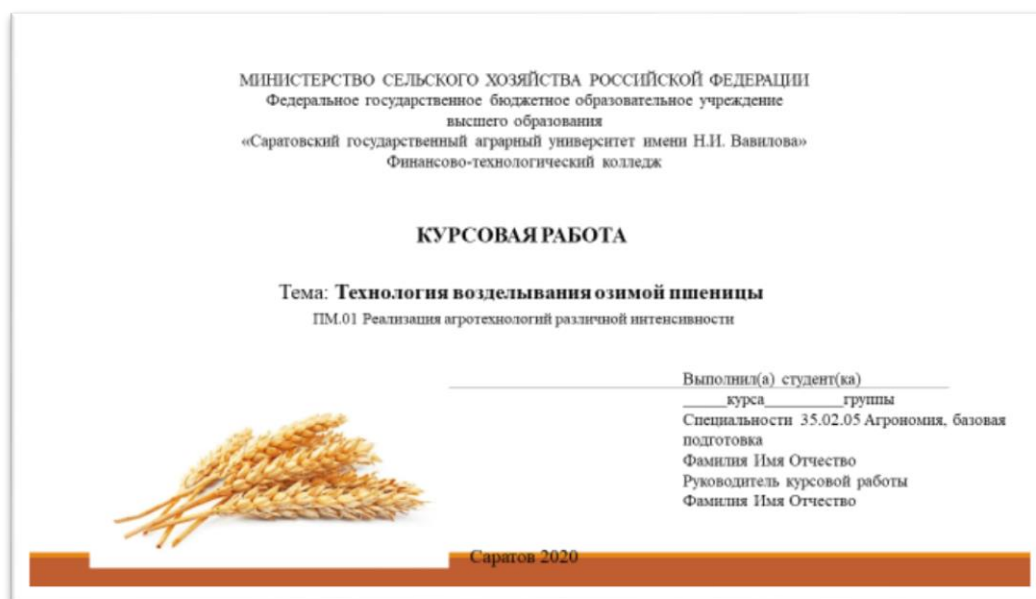 МИНИСТЕРСТВО СЕЛЬСКОГО ХОЗЯЙСТВА РОССИЙСКОЙ ФЕДЕРАЦИИ
Федеральное государственное бюджетное образовательное учреждение
высшего образования
«Саратовский государственный аграрный университет имени Н.И. Вавилова»
Финансово-технологический колледж
КУРСОВАЯ РАБОТА
Тема: Технология возделывания озимой пшеницы
ПМ.01 Реализация агротехнологий различной интенсивности
Выполнил(а) студент(ка)
_____курса__________группы
Специальности 35.02.05 Агрономия, базовая
подготовка
Фамилия Имя Отчество
Руководитель курсовой работы
Фамилия Имя Отчество
Саратов 2020